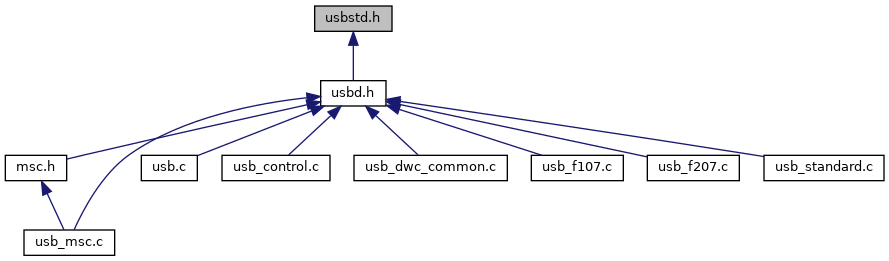 usbstd.h
usbd.h
msc.h
usb.c
usb_control.c
usb_dwc_common.c
usb_f107.c
usb_f207.c
usb_standard.c
usb_msc.c